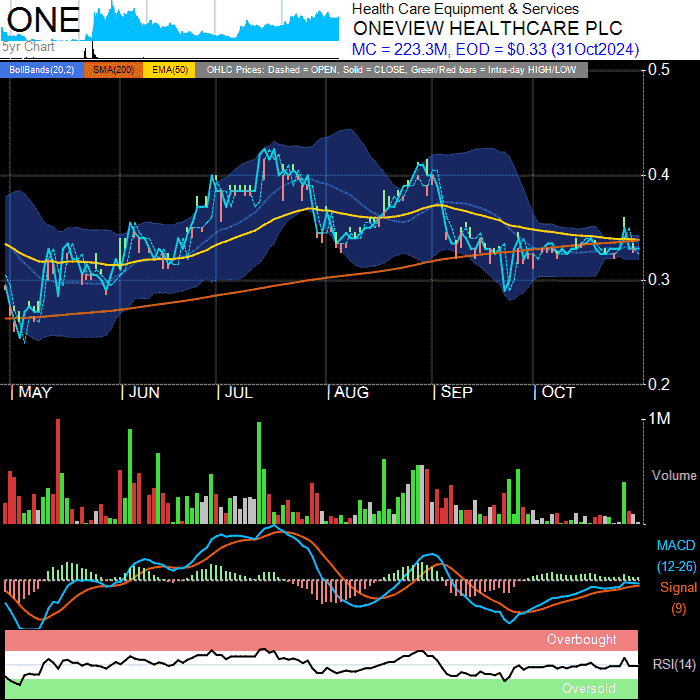 ONE
5yr Chart
Health Care Equipment & Services
ONEVIEW HEALTHCARE PLC
MC = 223.3M, EOD = $0.33 (31Oct2024)
BollBands(20,2) SMA(200) EMA(50) OHLC Prices: Dashed = OPEN, Solid = CLOSE, Green/Red bars = Intra-day HIGH/LOW
0.5
0.4
0.3
0.2
MAY JUN JUL AUG SEP OCT
1M
Volume
MACD
(12-26)
Signal
(9)
Overbought
RSI(14)
Oversold